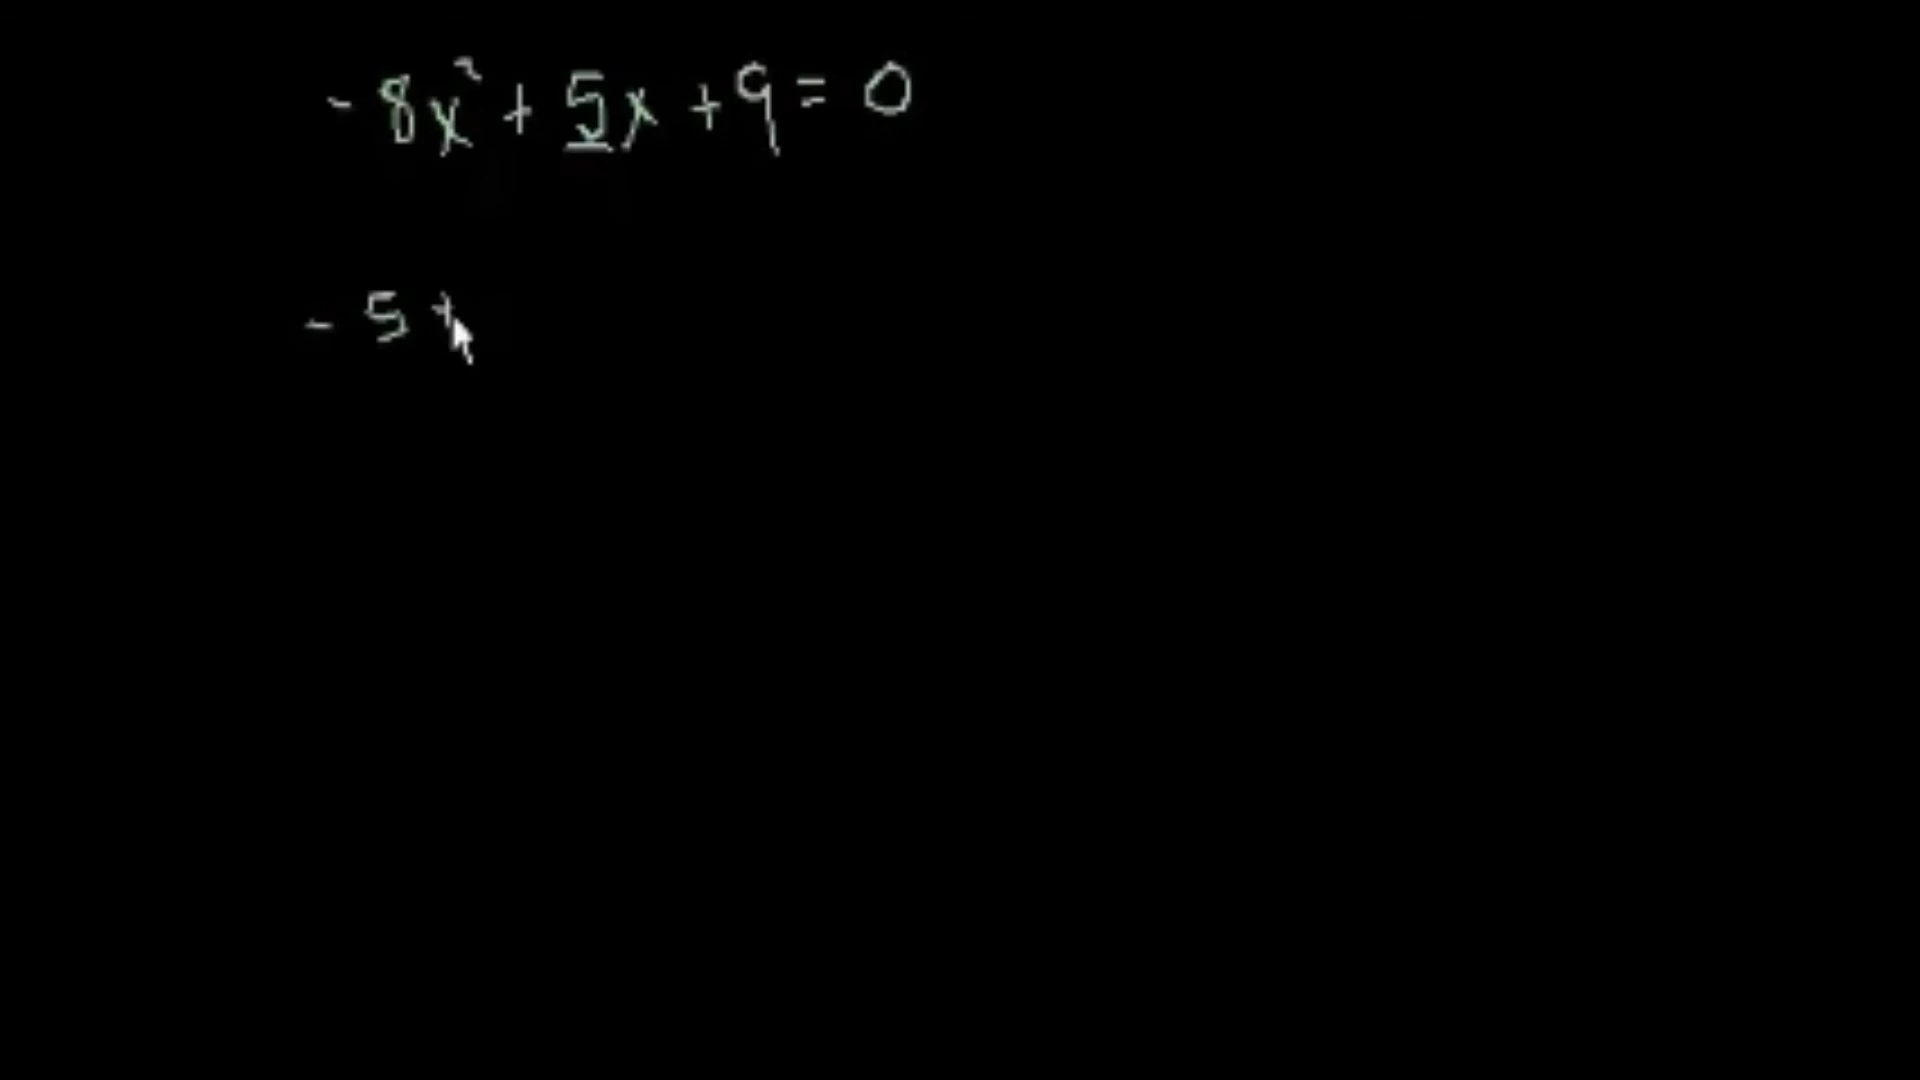 - 8x² + 5x + 9 = 0
- 5 +